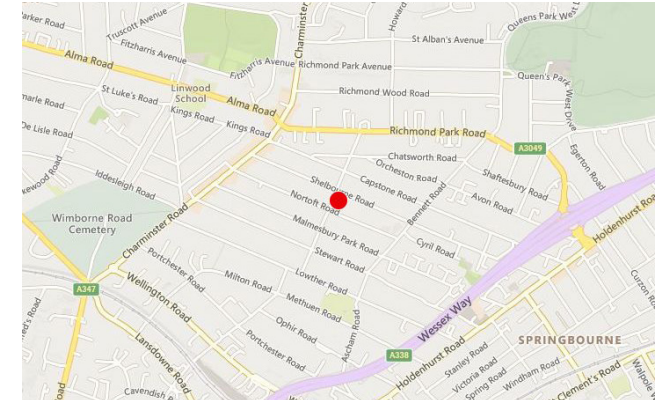 Truscott Avenue
Fitzharris Avenue
Charminster
St Alban's Avenue
Queens Park West
Alma Road
Fitzharris Avenue
Richmond Park Avenue
Queen's Park West Drive
Linwood
School
St Luke's Road
Kings Road
Kings Road
Alma Road
Richmond Wood Road
Richmond Park Road
A3049
De Lisle Road
Chatsworth Road
Orcheston Road
Capstone Road
Shaftesbury Road
Egerton Road
Avon Road
Iddesleigh Road
Shelbourne Road
Nortoft Road
Bennett Road
Wimborne Road
Cemetery
Charminster Road
Malmesbury Park Road
Cyril Road
Holdenhurst Road
Stewart Road
Portchester Road
Milton Road
Lowther Road
Wellington Road
Methuen Road
A347
Curzon Road
Wessex Way
Ophir Road
Ascham Road
Lansdowne Road
Portchester Road
A338
SPRINGBOURNE
Holdenhurst Road
Stanley Road
Victoria Road
Spring Road
Windham Road
Clement's Road
Cavendish